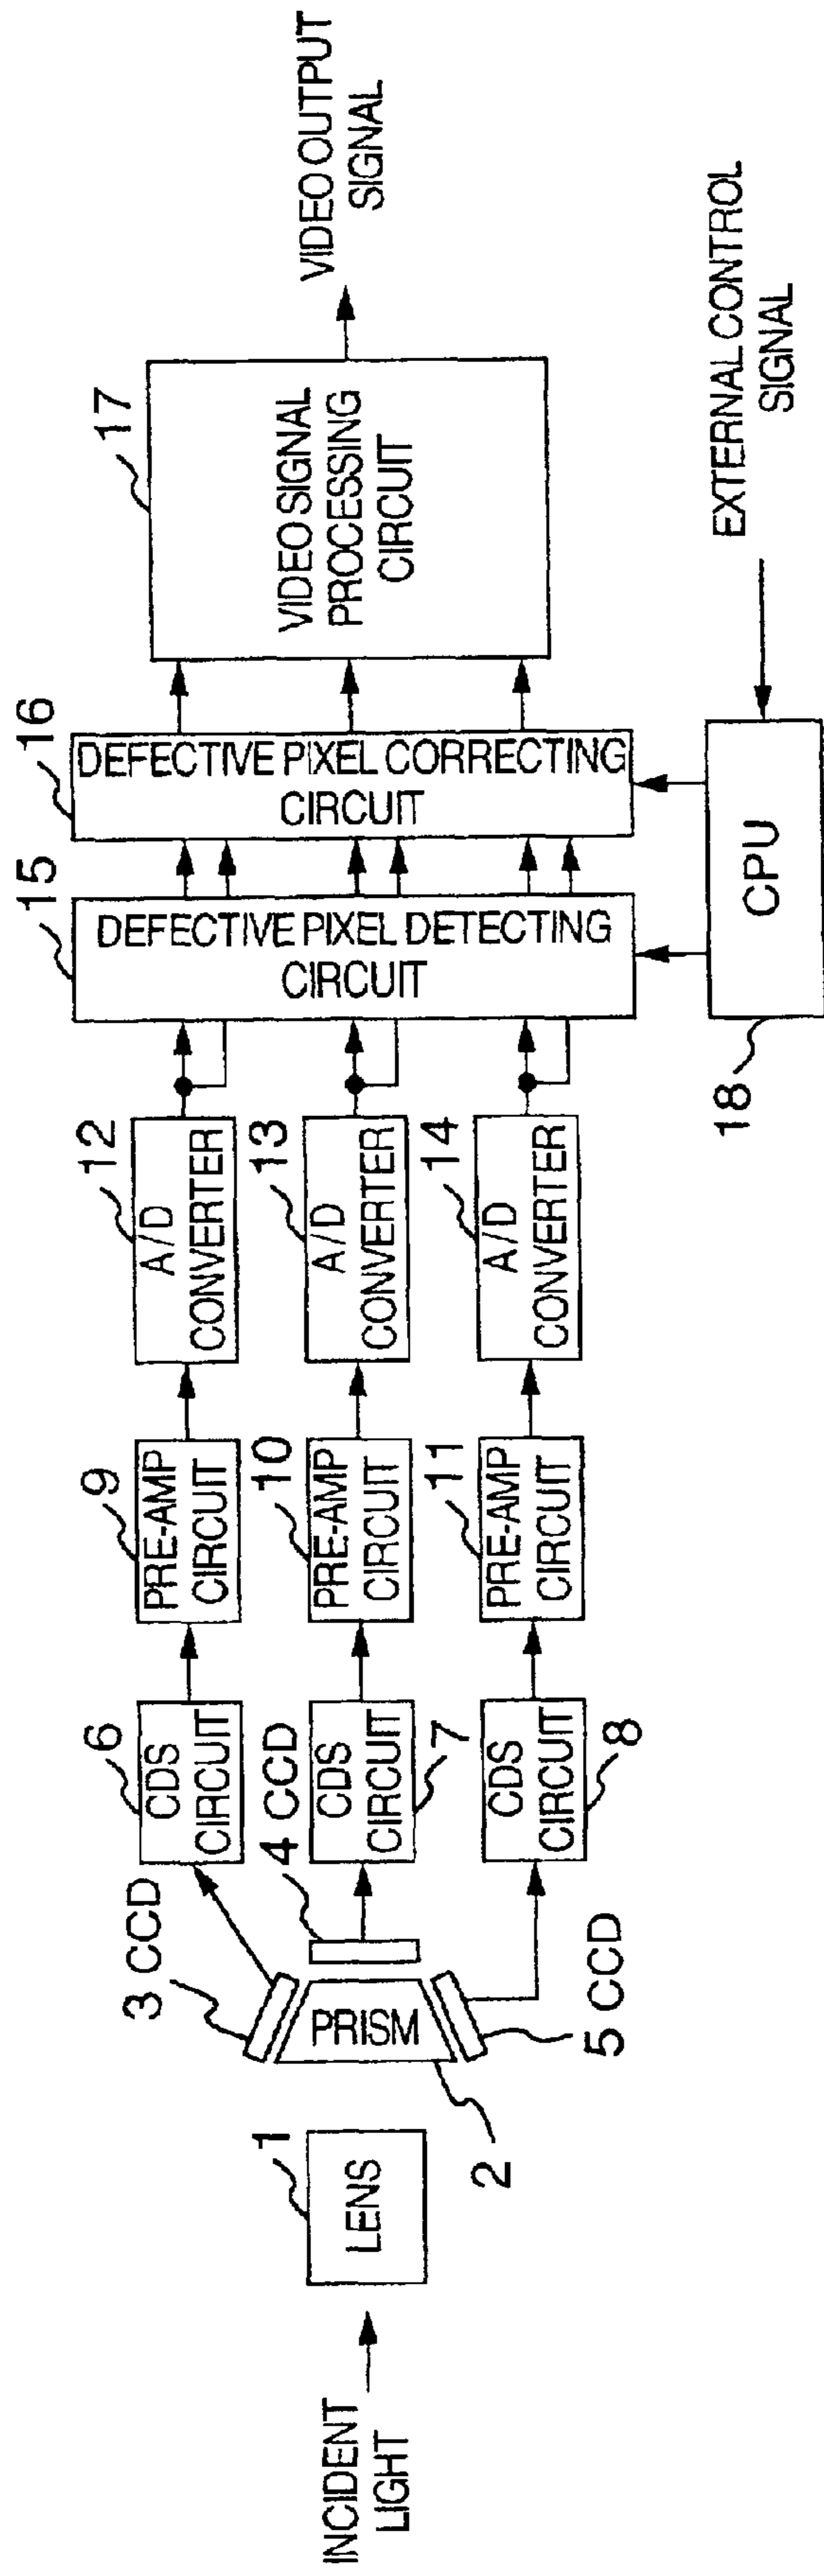 INCIDENT
LIGHT
1
LENS
2
PRISM
3 CCD
4 CCD
5 CCD
6
CDS
CIRCUIT
7
CDS
CIRCUIT
8
CDS
CIRCUIT
9
PRE-AMP
CIRCUIT
10
PRE-AMP
CIRCUIT
11
PRE-AMP
CIRCUIT
12
A/D
CONVERTER
13
A/D
CONVERTER
14
A/D
CONVERTER
15
DEFECTIVE PIXEL DETECTING
CIRCUIT
16
DEFECTIVE PIXEL CORRECTING
CIRCUIT
17
VIDEO SIGNAL
PROCESSING
CIRCUIT
VIDEO OUTPUT
SIGNAL
18
CPU
EXTERNAL CONTROL
SIGNAL